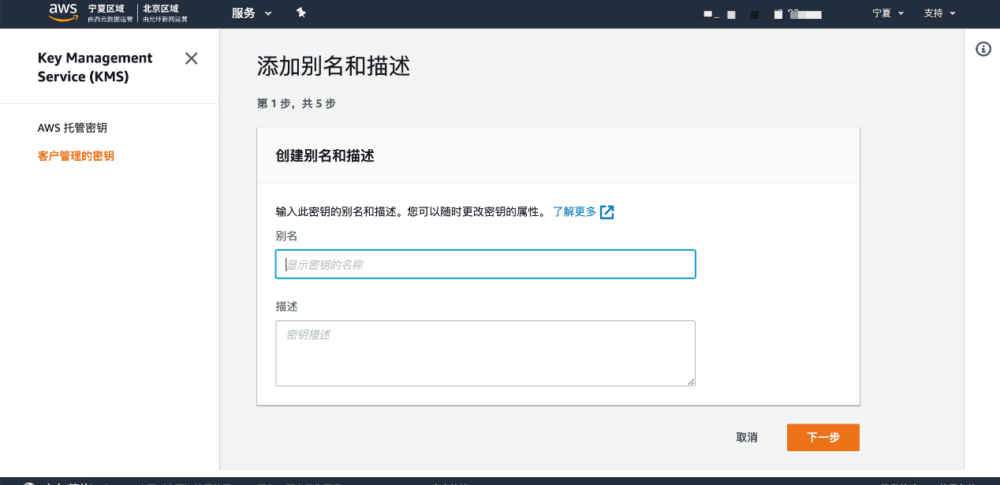 aws 宁夏区域 由西云数据运营 北京区域 由光环新网运营 服务 宁夏 支持
Key Management
Service (KMS)
AWS 托管密钥
客户管理的密钥
添加别名和描述
第 1 步，共 5 步
创建别名和描述
输入此密钥的别名和描述。您可以随时更改密钥的属性。 了解更多
别名
显示密钥的名称
描述
密钥描述
取消 下一步